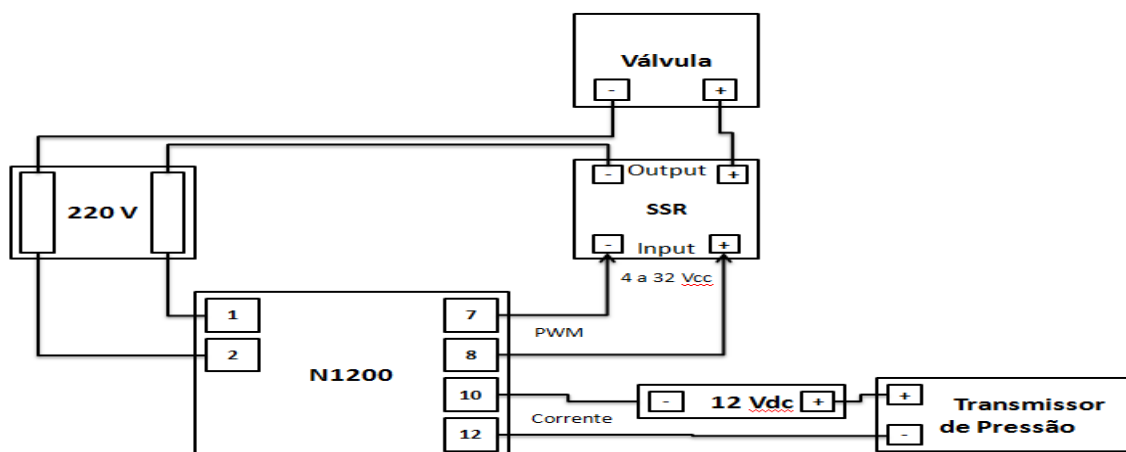 Válvula
- +
- Output +
220 V
SSR
- Input +
4 a 32 Vcc
1 7
PWM
2 8
N1200
10 - 12 Vdc + +
Corrente
Transmissor
de Pressão
12 -